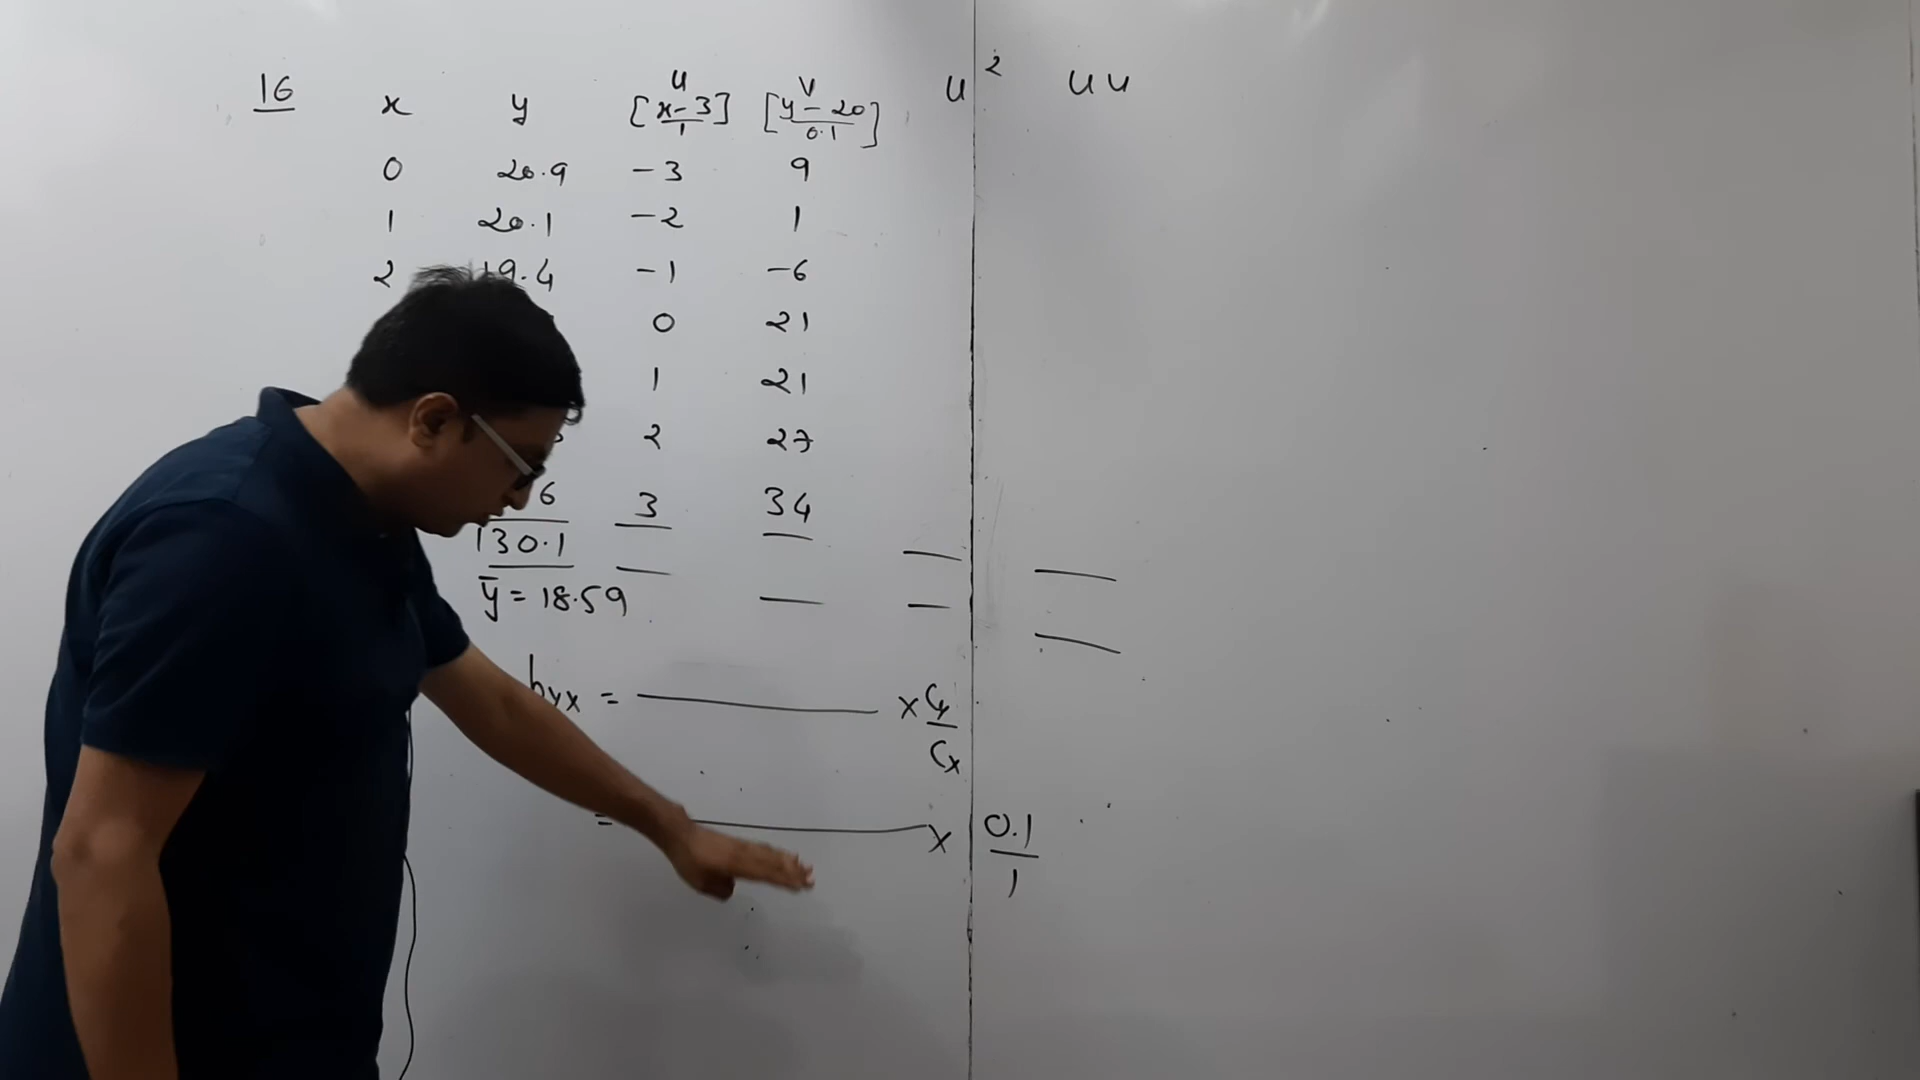 16 x y u [x-3/1] v [y-20/0.1] u² uv
0 20.9 -3 9
1 20.1 -2 1
2 19.4 -1 -6
0 21
1 21
2 27
6 3 34
130.1
ȳ = 18.59
byx = × Cy/Cx
= × 0.1/1